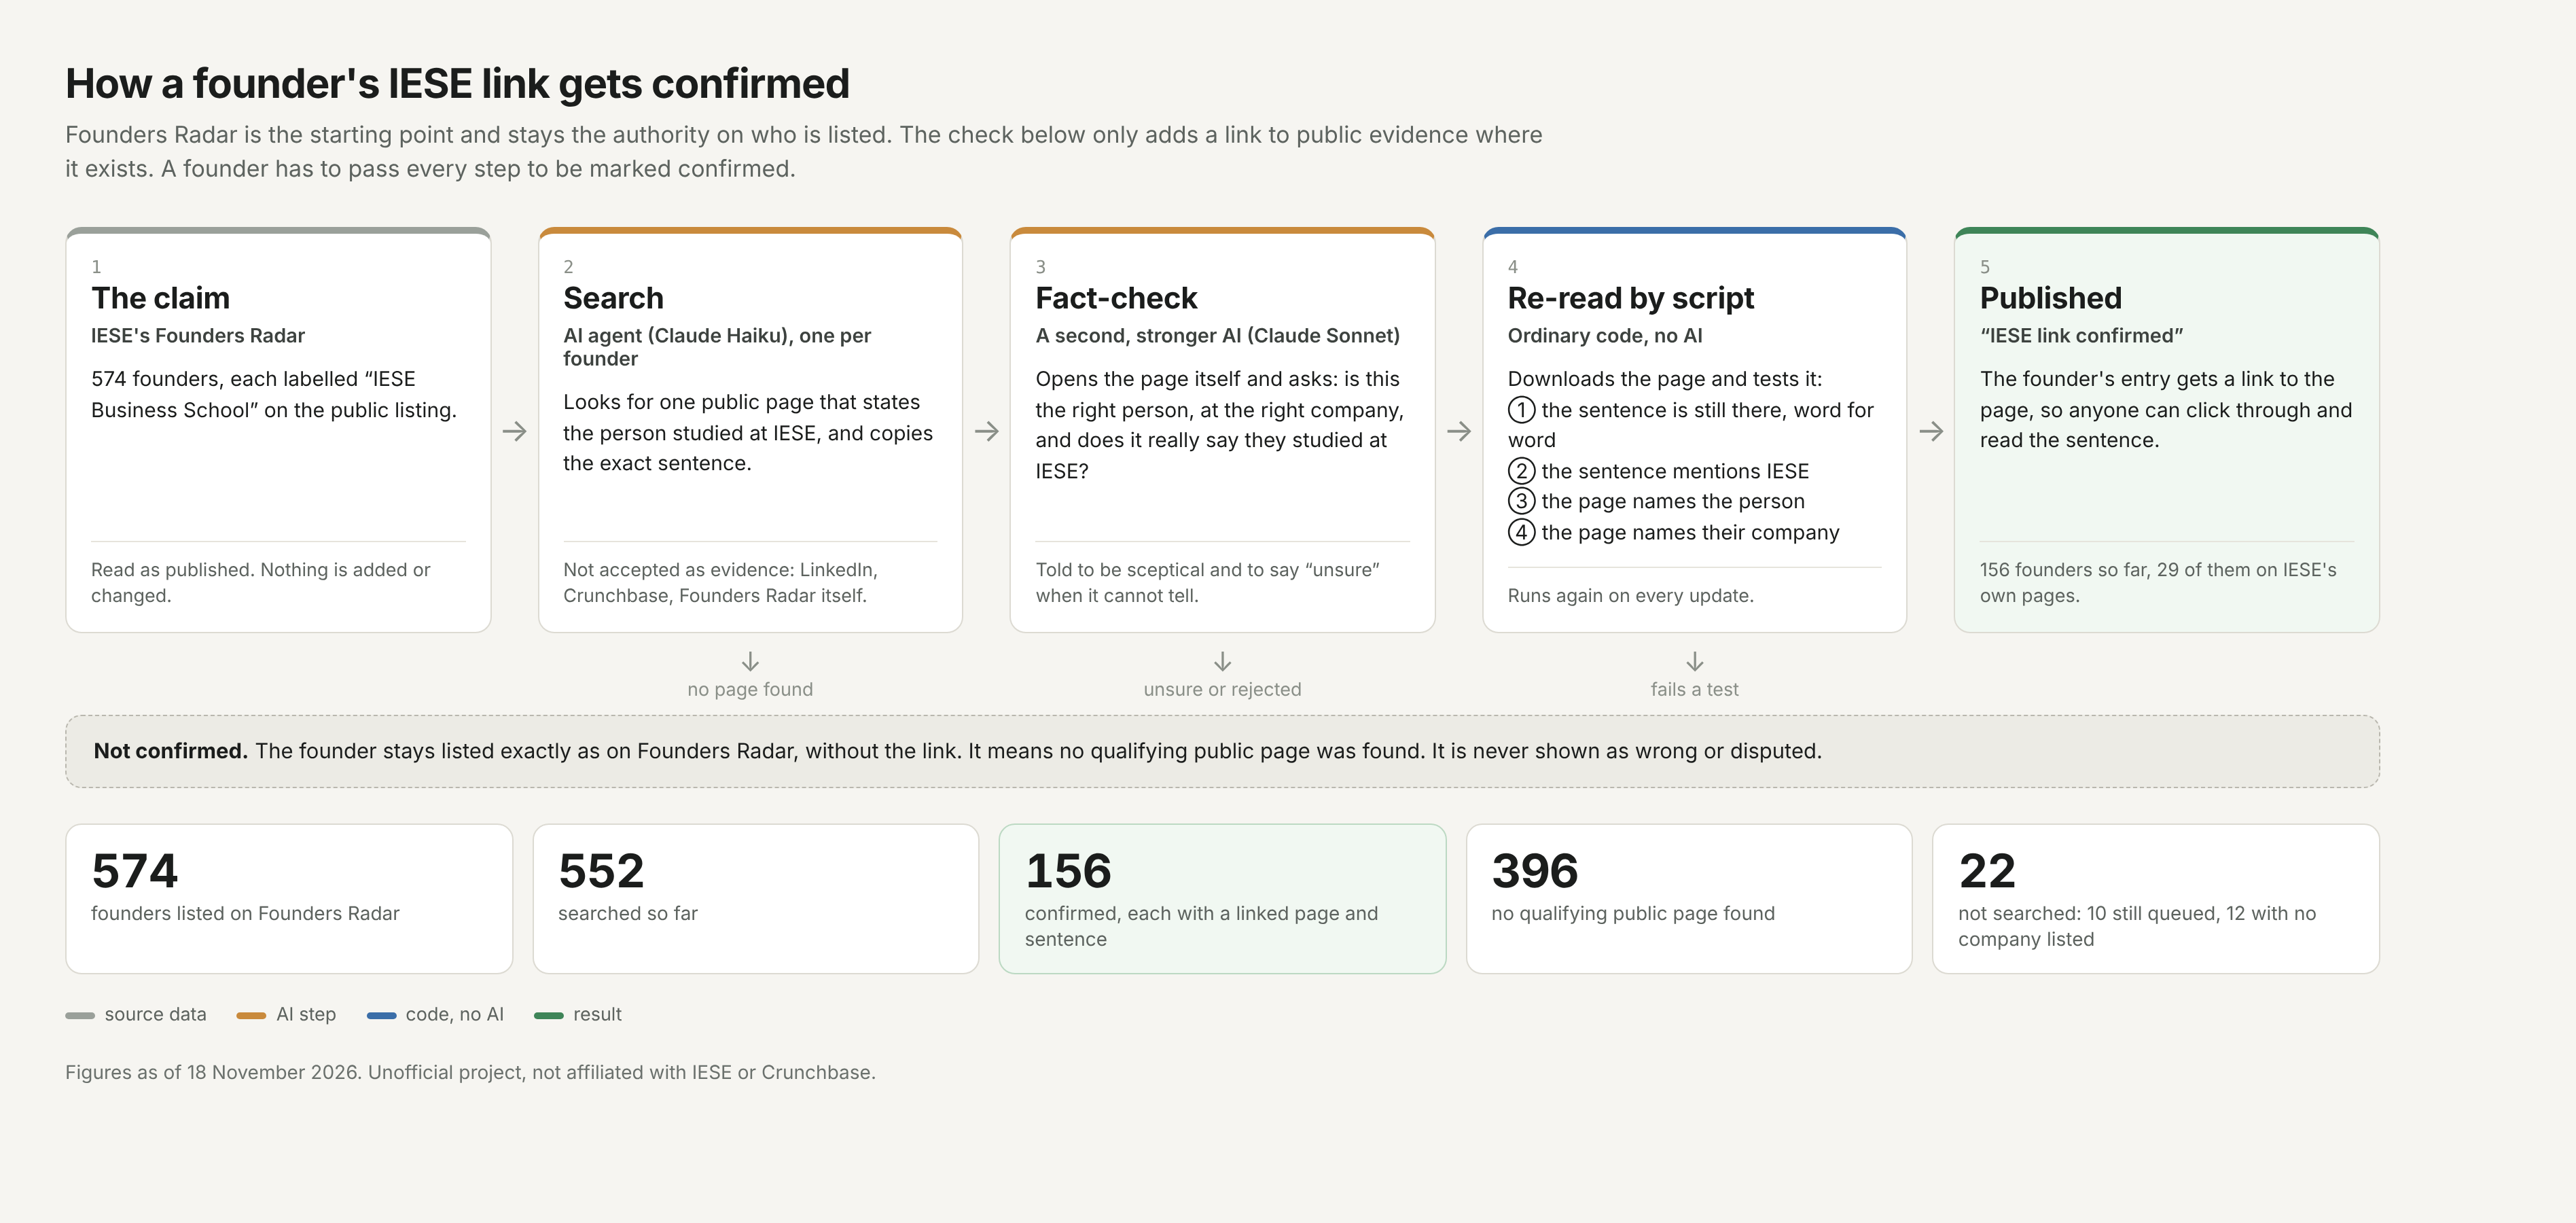 How a founder's IESE link gets confirmed
Founders Radar is the starting point and stays the authority on who is listed. The check below only adds a link to public evidence where
it exists. A founder has to pass every step to be marked confirmed.
1
The claim
IESE's Founders Radar
574 founders, each labelled “IESE
Business School” on the public listing.
Read as published. Nothing is added or
changed.
→
2
Search
AI agent (Claude Haiku), one per
founder
Looks for one public page that states
the person studied at IESE, and copies
the exact sentence.
Not accepted as evidence: LinkedIn,
Crunchbase, Founders Radar itself.
→
3
Fact-check
A second, stronger AI (Claude Sonnet)
Opens the page itself and asks: is this
the right person, at the right company,
and does it really say they studied at
IESE?
Told to be sceptical and to say “unsure”
when it cannot tell.
→
4
Re-read by script
Ordinary code, no AI
Downloads the page and tests it:
① the sentence is still there, word for
word
② the sentence mentions IESE
③ the page names the person
④ the page names their company
Runs again on every update.
→
5
Published
“IESE link confirmed”
The founder's entry gets a link to the
page, so anyone can click through and
read the sentence.
156 founders so far, 29 of them on IESE's
own pages.
↓
no page found
↓
unsure or rejected
↓
fails a test
Not confirmed. The founder stays listed exactly as on Founders Radar, without the link. It means no qualifying public page was found. It is never shown as wrong or disputed.
574
founders listed on Founders Radar
552
searched so far
156
confirmed, each with a linked page and
sentence
396
no qualifying public page found
22
not searched: 10 still queued, 12 with no
company listed
source data
AI step
code, no AI
result
Figures as of 18 November 2026. Unofficial project, not affiliated with IESE or Crunchbase.